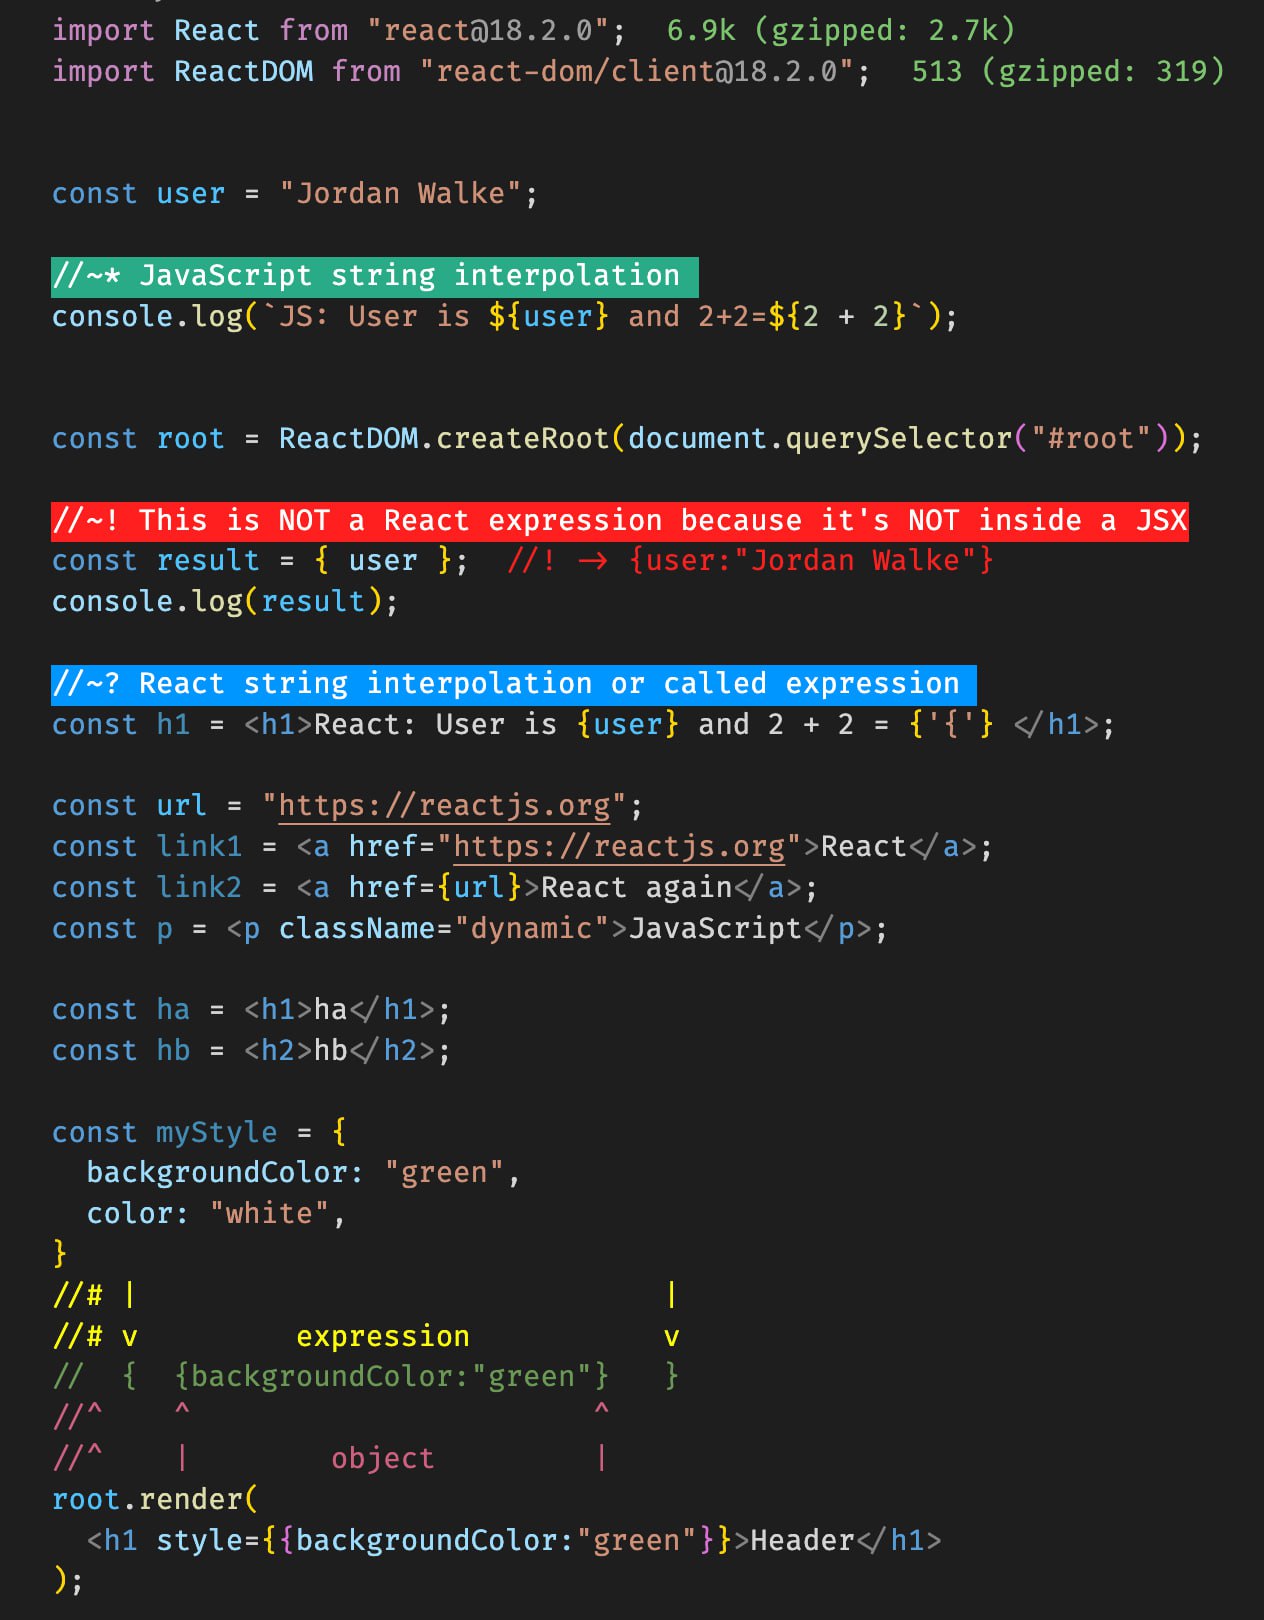 import React from "react@18.2.0";  6.9k (gzipped: 2.7k)
import ReactDOM from "react-dom/client@18.2.0";  513 (gzipped: 319)
const user = "Jordan Walke";
//~* JavaScript string interpolation
console.log(`JS: User is ${user} and 2+2=${2 + 2}`);
const root = ReactDOM.createRoot(document.querySelector("#root"));
//~! This is NOT a React expression because it's NOT inside a JSX
const result = { user };  //! -> {user:"Jordan Walke"}
console.log(result);
//~? React string interpolation or called expression
const h1 = <h1>React: User is {user} and 2 + 2 = {'{'} </h1>;
const url = "https://reactjs.org";
const link1 = <a href="https://reactjs.org">React</a>;
const link2 = <a href={url}>React again</a>;
const p = <p className="dynamic">JavaScript</p>;
const ha = <h1>ha</h1>;
const hb = <h2>hb</h2>;
const myStyle = {
  backgroundColor: "green",
  color: "white",
}
//# |                               |
//# v         expression           v
//  {  {backgroundColor:"green"}   }
//^    ^                       ^
//^    |        object         |
root.render(
  <h1 style={{backgroundColor:"green"}}>Header</h1>
);